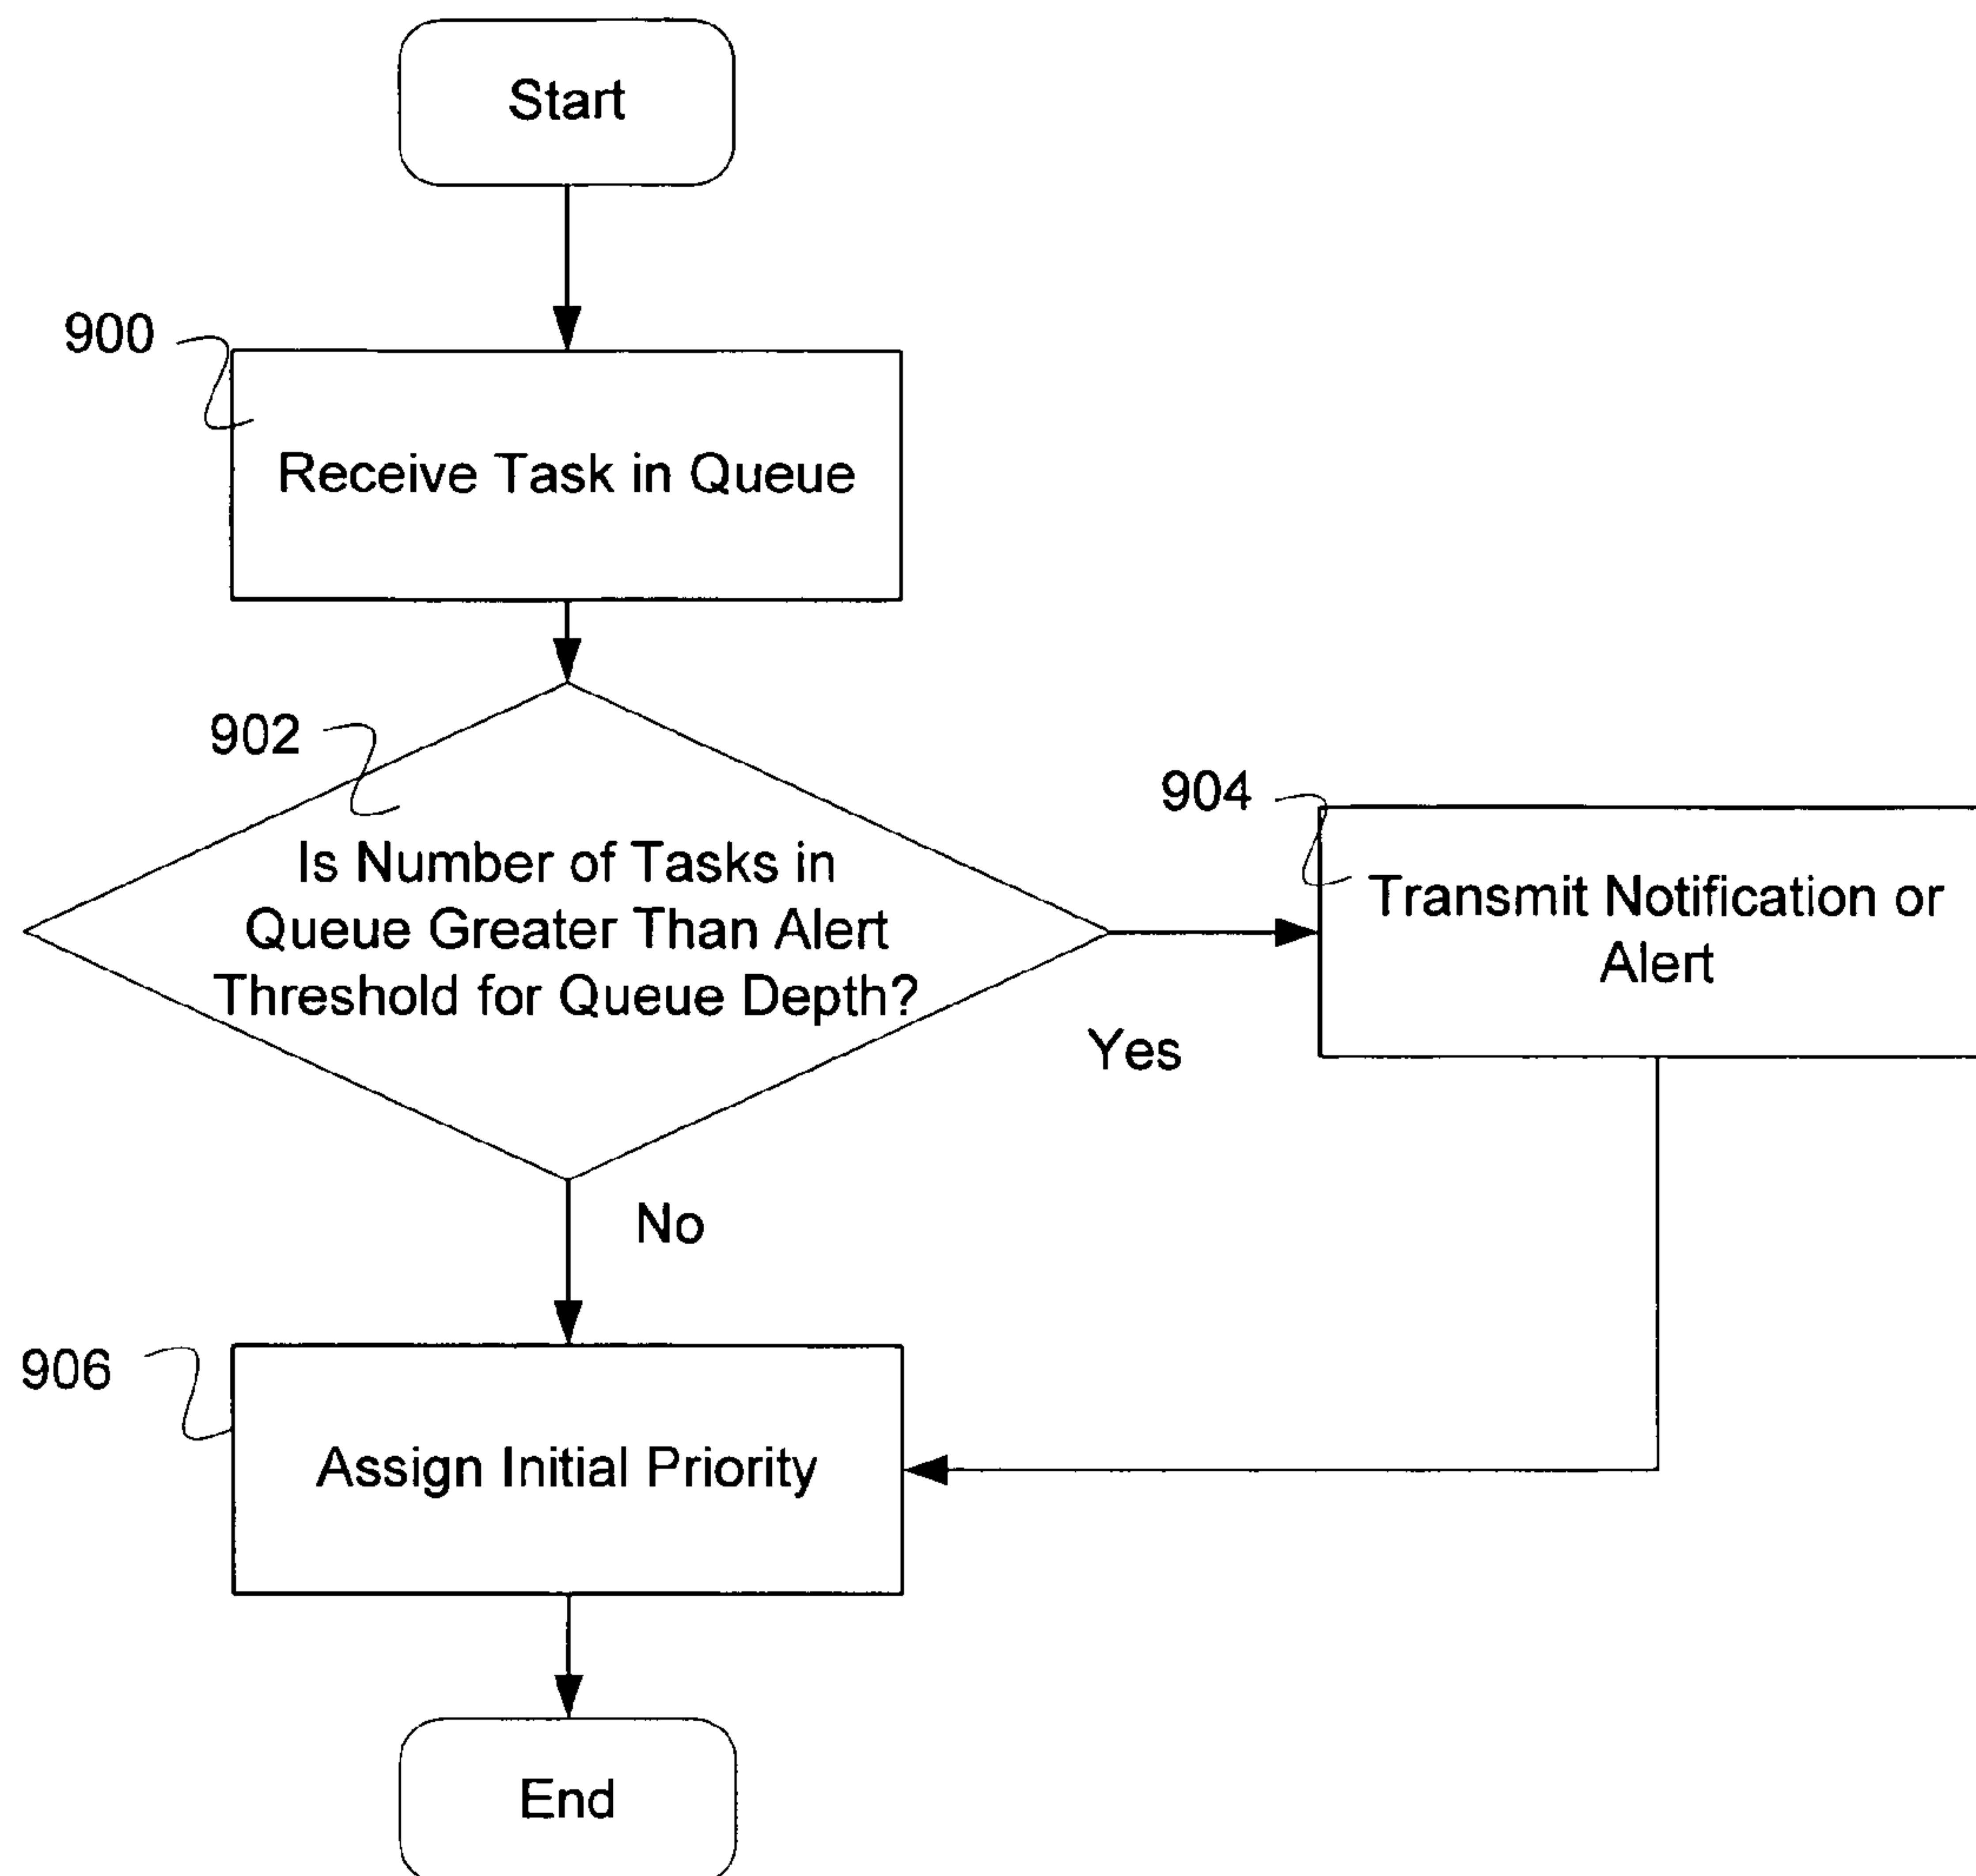 Start
900
Receive Task in Queue
902
Is Number of Tasks in
Queue Greater Than Alert
Threshold for Queue Depth?
904
Transmit Notification or
Alert
Yes
No
906
Assign Initial Priority
End